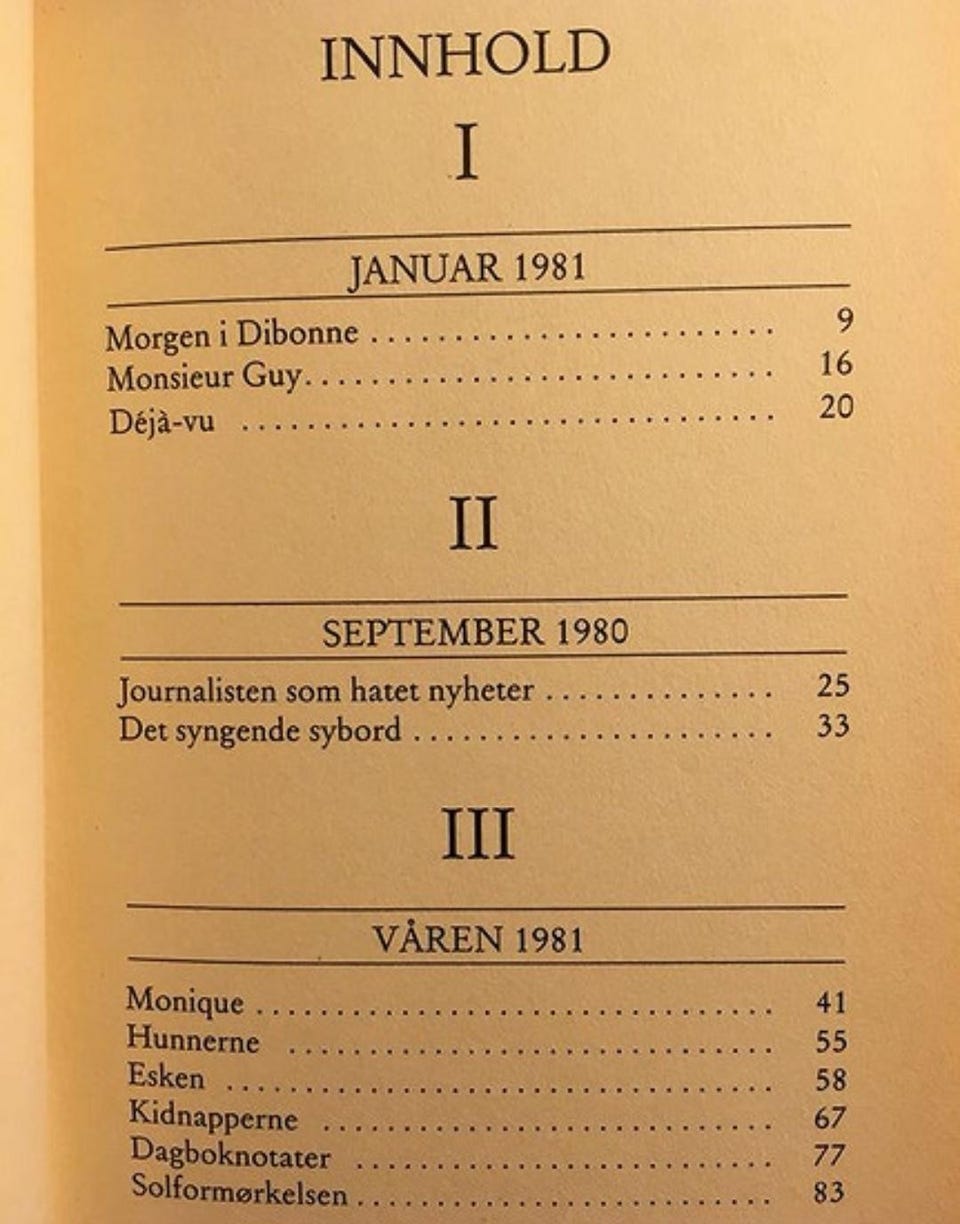 INNHOLD
I
JANUAR 1981
Morgen i Dibonne ......................... 9
Monsieur Guy............................. 16
Déjà-vu ................................. 20
II
SEPTEMBER 1980
Journalisten som hatet nyheter .............. 25
Det syngende sybord ...................... 33
III
VÅREN 1981
Monique ................................ 41
Hunnerne .............................. 55
Esken .................................. 58
Kidnapperne ............................ 67
Dagboknotater .......................... 77
Solformørkelsen .......................... 83